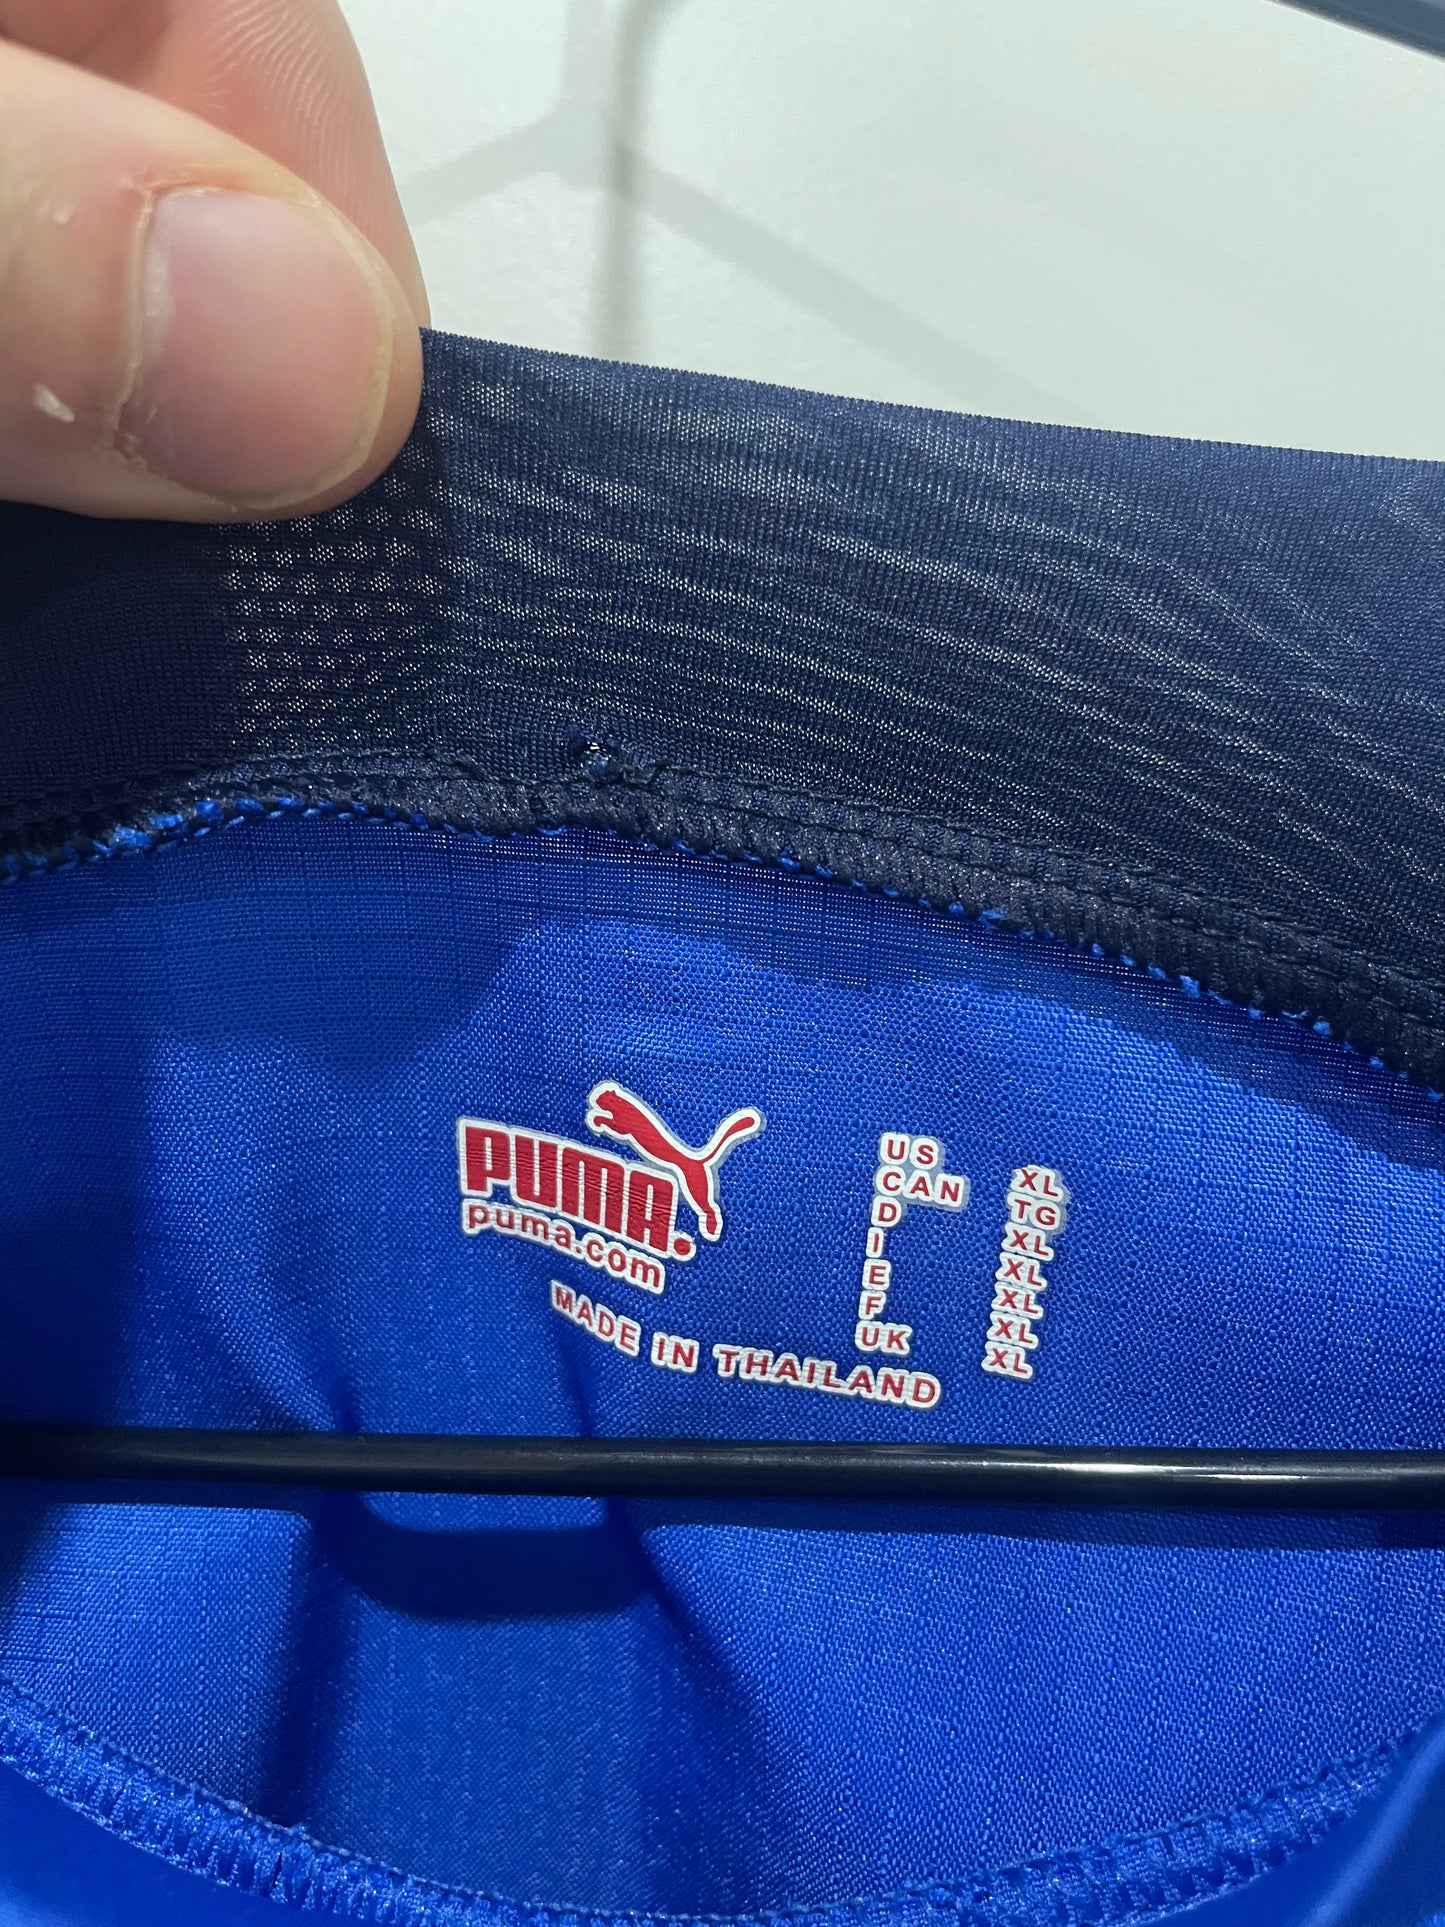 PUMA.
puma.com
MADE IN THAILAND
US XL
CAN TG
D XL
I XL
E XL
F XL
UK XL